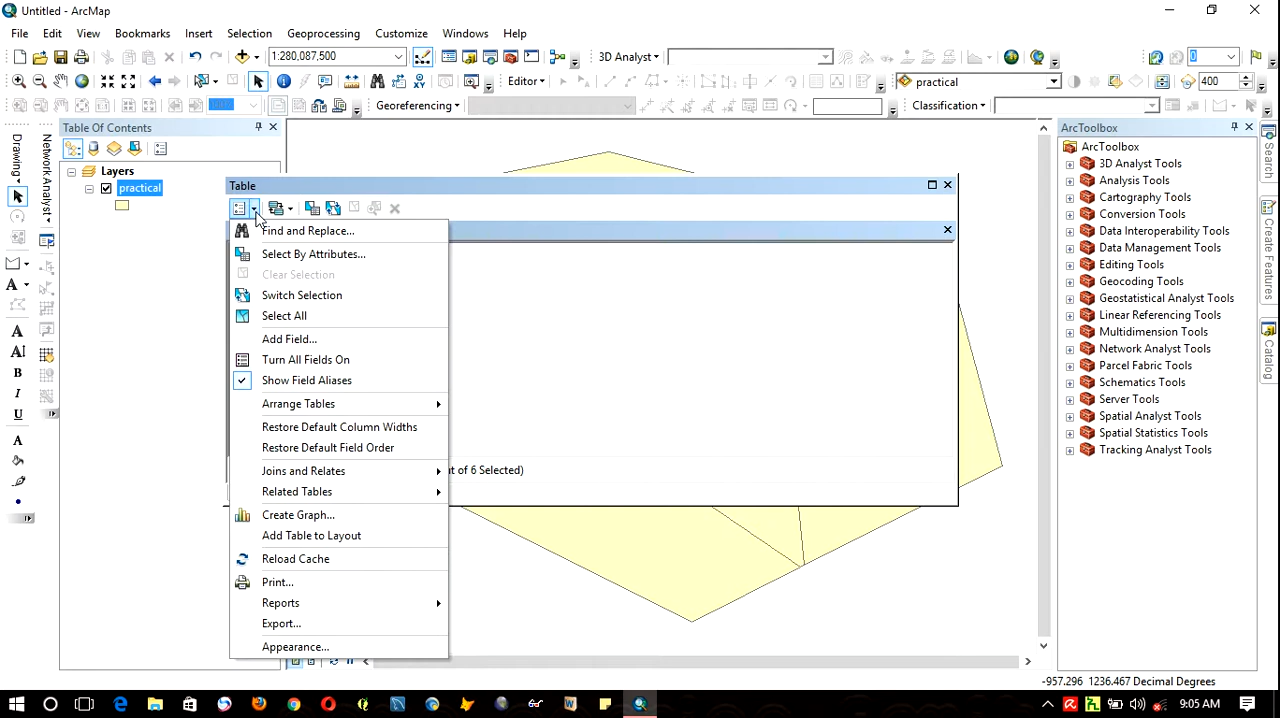 Untitled - ArcMap
File Edit View Bookmarks Insert Selection Geoprocessing Customize Windows Help
1:280,087,500 3D Analyst 0
Editor practical 400
Georeferencing Classification
Table Of Contents
Layers
practical
Drawing
Network Analyst
A
A
A
B
I
U
A
Table
Find and Replace...
Select By Attributes...
Clear Selection
Switch Selection
Select All
Add Field...
Turn All Fields On
Show Field Aliases
Arrange Tables
Restore Default Column Widths
Restore Default Field Order
Joins and Relates
Related Tables
Create Graph...
Add Table to Layout
Reload Cache
Print...
Reports
Export...
Appearance...
of 6 Selected)
ArcToolbox
ArcToolbox
3D Analyst Tools
Analysis Tools
Cartography Tools
Conversion Tools
Data Interoperability Tools
Data Management Tools
Editing Tools
Geocoding Tools
Geostatistical Analyst Tools
Linear Referencing Tools
Multidimension Tools
Network Analyst Tools
Parcel Fabric Tools
Schematics Tools
Server Tools
Spatial Analyst Tools
Spatial Statistics Tools
Tracking Analyst Tools
Search
Create Features
Catalog
-957.296 1236.467 Decimal Degrees
9:05 AM